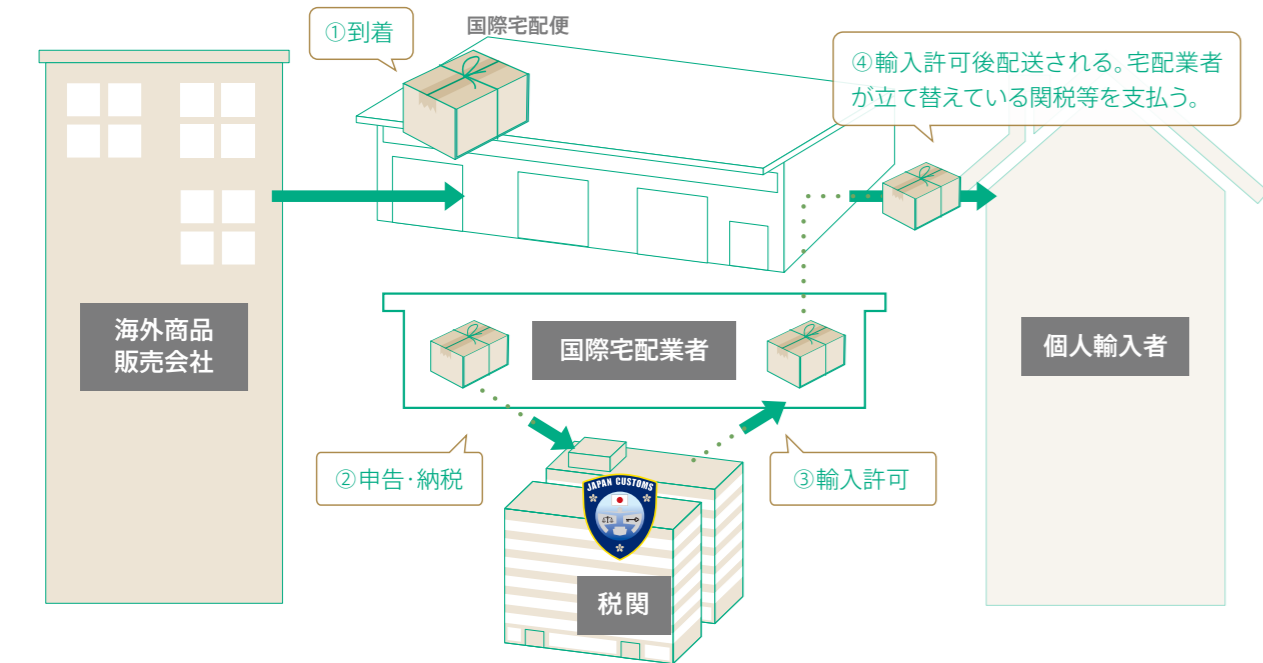 国際宅配便
①到着
④輸入許可後配送される。宅配業者
が立て替えている関税等を支払う。
海外商品
販売会社
国際宅配業者
個人輸入者
②申告・納税
③輸入許可
JAPAN CUSTOMS
税関